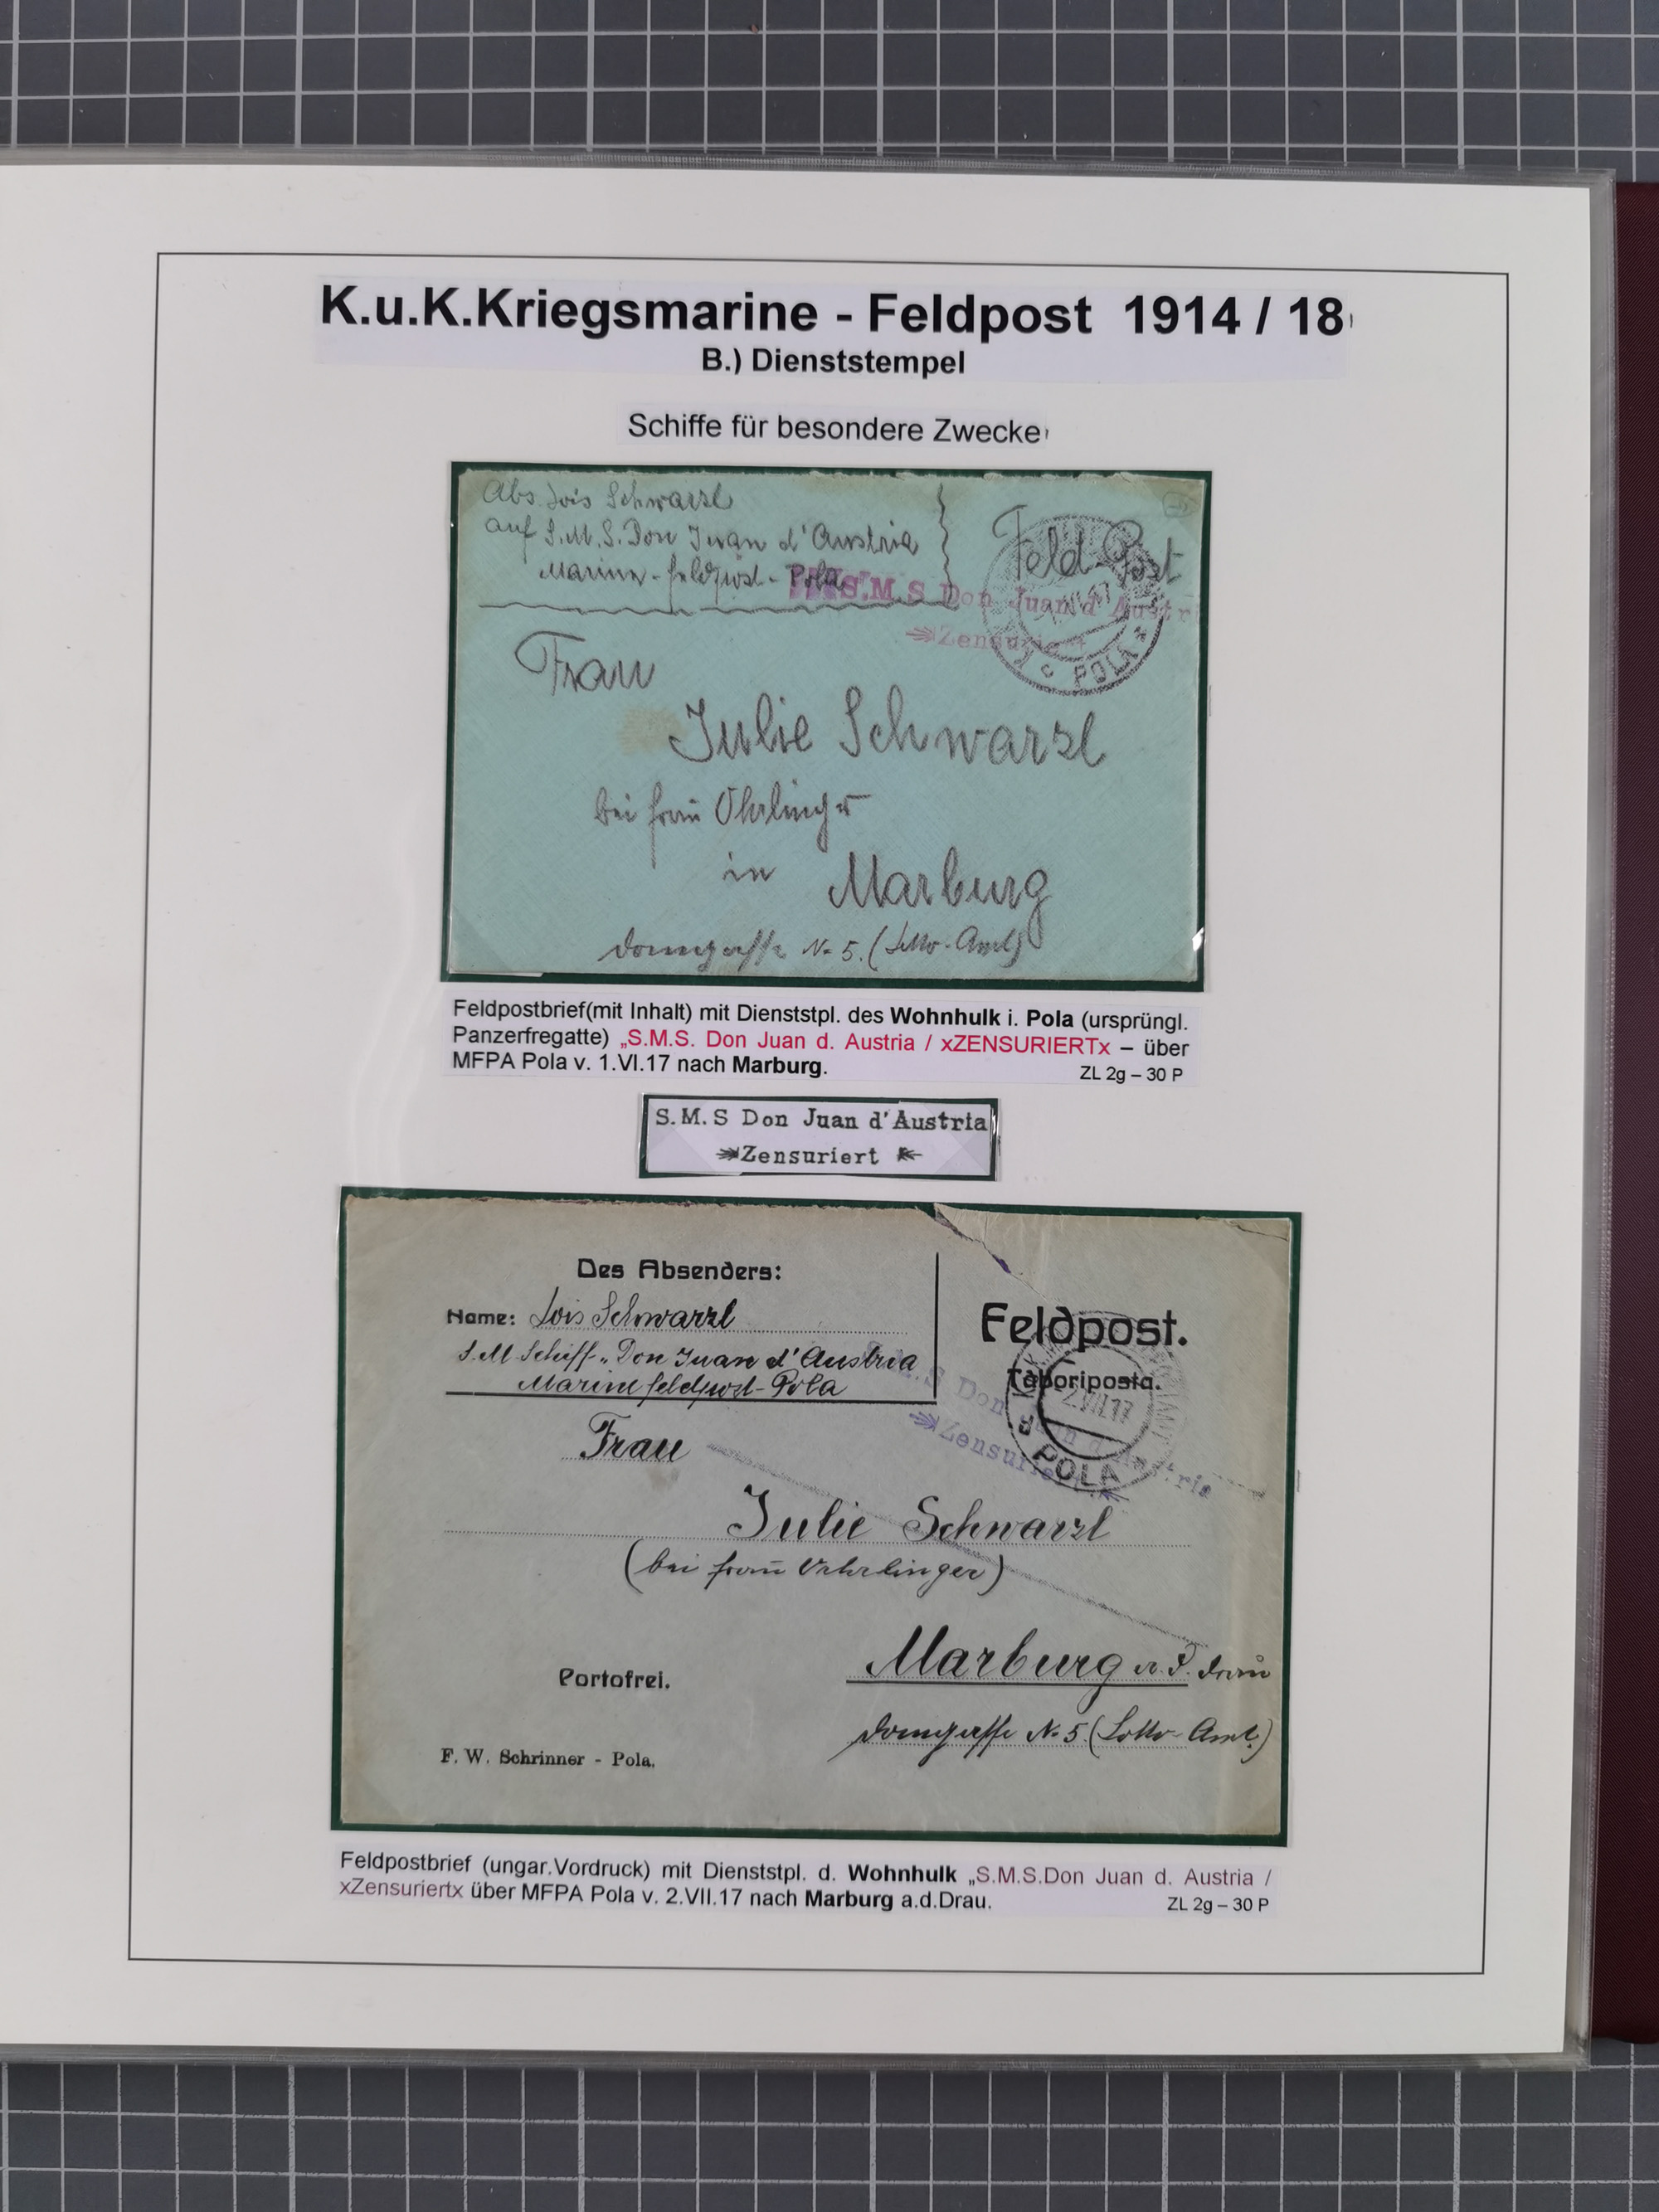 K.u.K.Kriegsmarine - Feldpost 1914 / 18
B.) Dienststempel
Schiffe für besondere Zwecke
Abs Lois Schwarzl
auf S.M.S. Don Juan d'Austria
Marine-feldpost-Pola
Feld-Post
S.M.S Don Juan d'Austri
Zensuriert
POLA
Frau
Julie Schwarzl
bei frau
in Marburg
Domgasse No 5. (Lotto-Amt)
Feldpostbrief(mit Inhalt) mit Dienststpl. des Wohnhulk i. Pola (ursprüngl.
Panzerfregatte) „S.M.S. Don Juan d. Austria / xZENSURIERTx – über
MFPA Pola v. 1.VI.17 nach Marburg.
ZL 2g – 30 P
S.M.S Don Juan d'Austria
Zensuriert
Des Absenders:
Name: Lois Schwarzl
S.M. Schiff „Don Juan d'Austria
Marinefeldpost-Pola
Feldpost.
Táboriposta.
2.VII.17
POLA
S Don Juan d Austria
Zensuriert
Frau
Julie Schwarzl
(bei frau)
Marburg a. d. Drau
Domgasse No 5 (Lotto-Amt.)
Portofrei.
F. W. Schrinner - Pola.
Feldpostbrief (ungar.Vordruck) mit Dienststpl. d. Wohnhulk „S.M.S.Don Juan d. Austria /
xZensuriertx über MFPA Pola v. 2.VII.17 nach Marburg a.d.Drau.
ZL 2g – 30 P